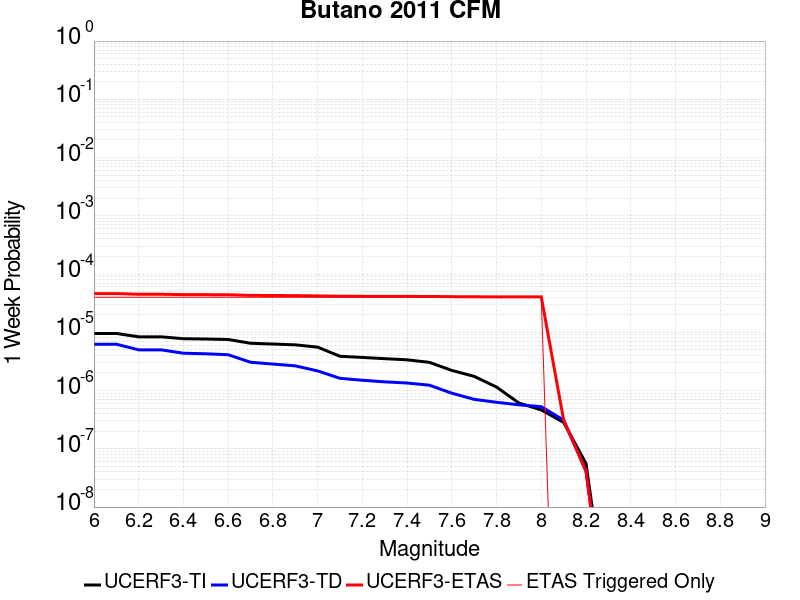 Butano 2011 CFM
1 Week Probability
10^0
10^-1
10^-2
10^-3
10^-4
10^-5
10^-6
10^-7
10^-8
6 6.2 6.4 6.6 6.8 7 7.2 7.4 7.6 7.8 8 8.2 8.4 8.6 8.8 9
Magnitude
UCERF3-TI UCERF3-TD UCERF3-ETAS ETAS Triggered Only